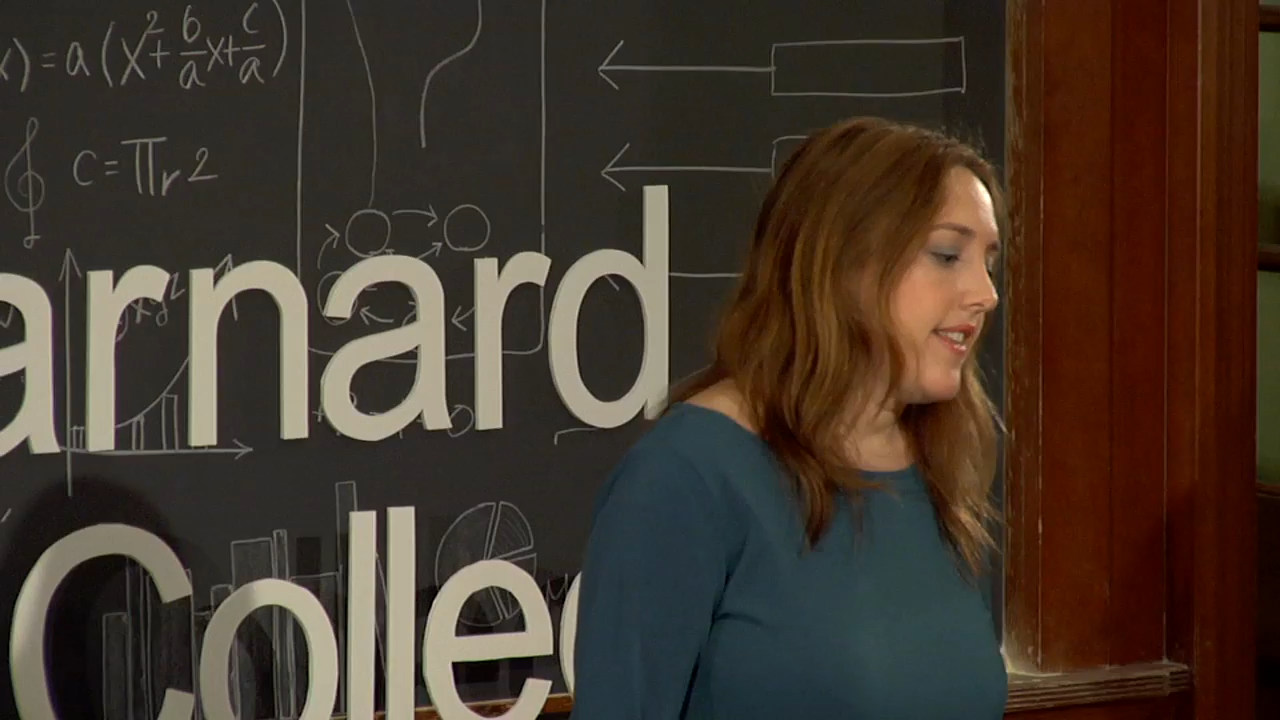 x) = a (x²+ b/a x+ c/a)
c = πr2
arnard
Colle